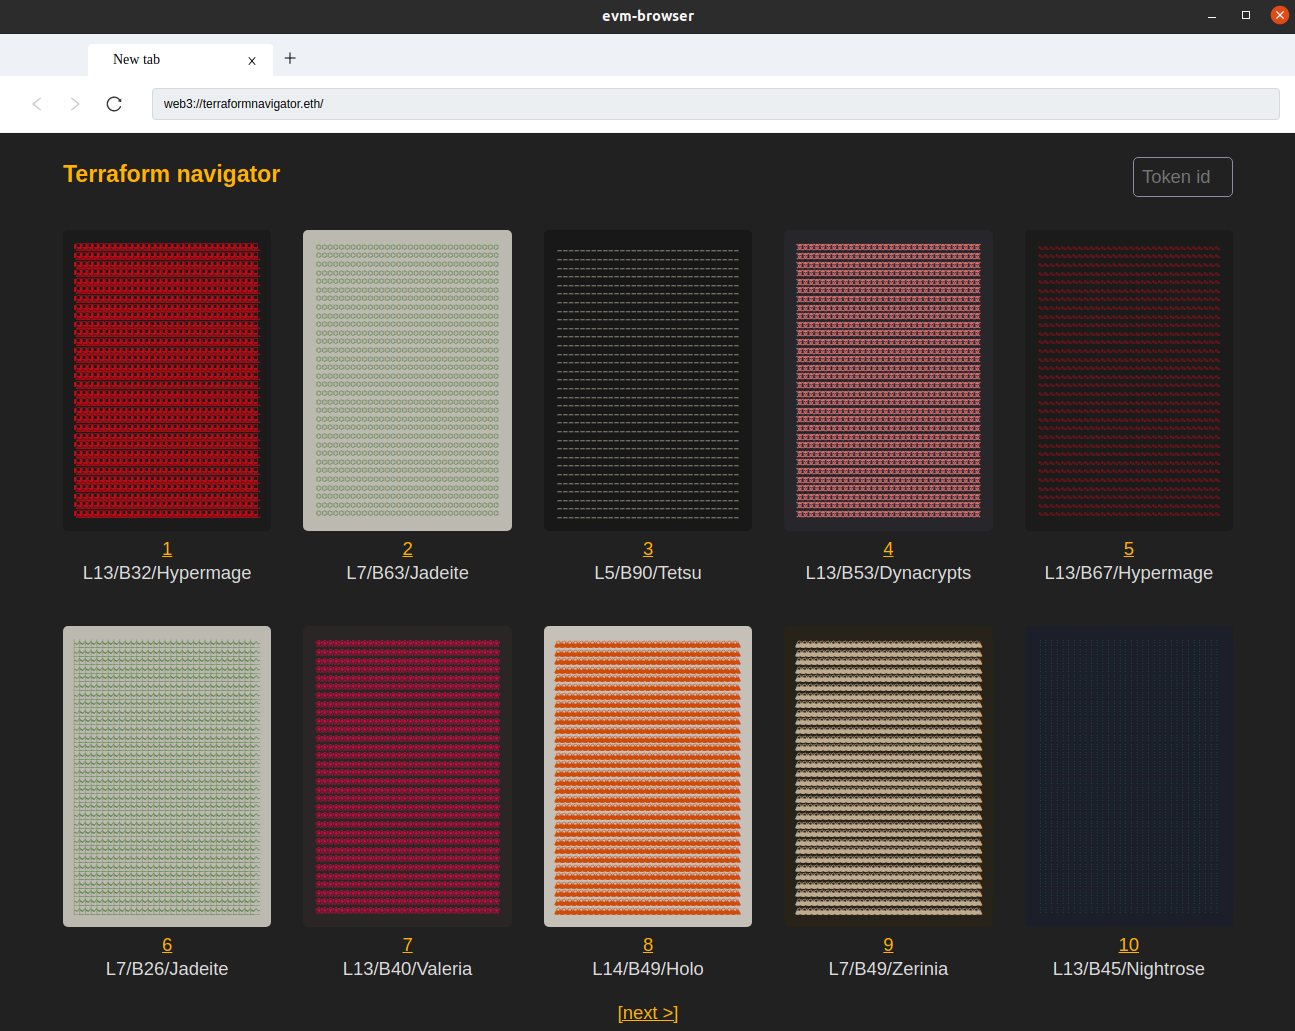 evm-browser
New tab x +
web3://terraformnavigator.eth/
Terraform navigator
Token id
1 2 3 4 5
L13/B32/Hypermage L7/B63/Jadeite L5/B90/Tetsu L13/B53/Dynacrypts L13/B67/Hypermage
6 7 8 9 10
L7/B26/Jadeite L13/B40/Valeria L14/B49/Holo L7/B49/Zerinia L13/B45/Nightrose
[next >]